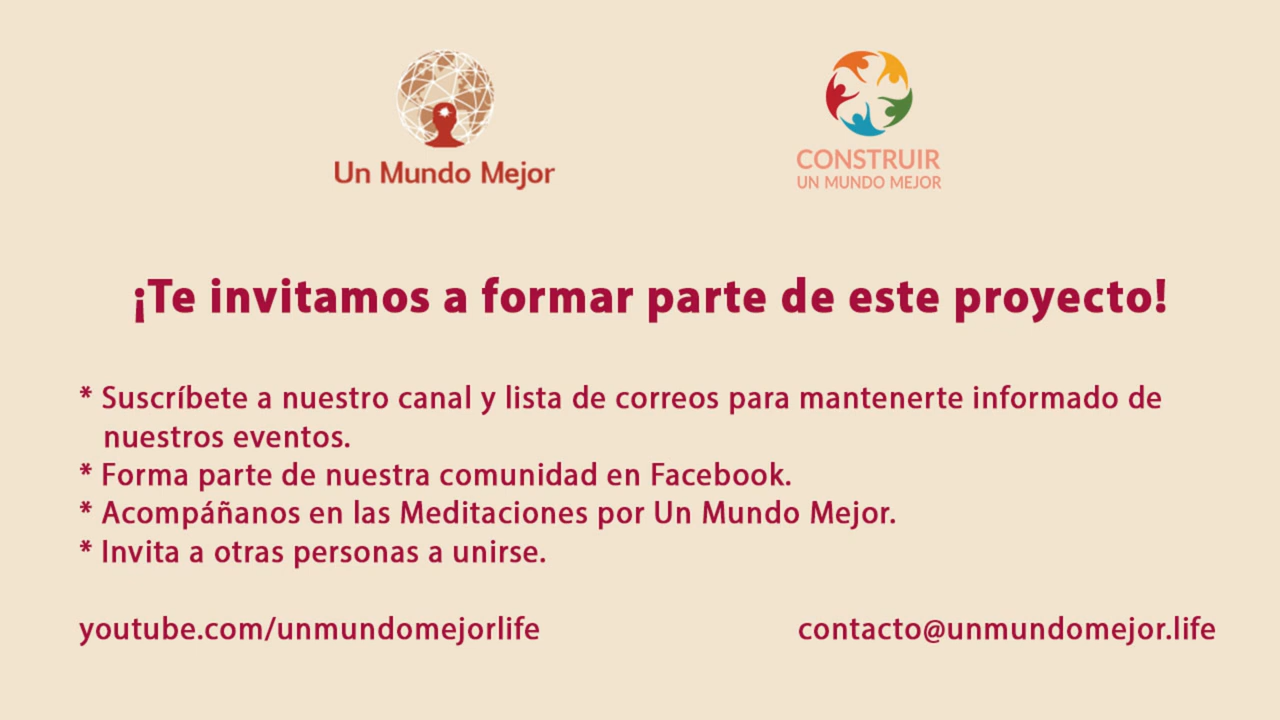 Un Mundo Mejor
CONSTRUIR
UN MUNDO MEJOR
¡Te invitamos a formar parte de este proyecto!
* Suscríbete a nuestro canal y lista de correos para mantenerte informado de
nuestros eventos.
* Forma parte de nuestra comunidad en Facebook.
* Acompáñanos en las Meditaciones por Un Mundo Mejor.
* Invita a otras personas a unirse.
youtube.com/unmundomejorlife
contacto@unmundomejor.life